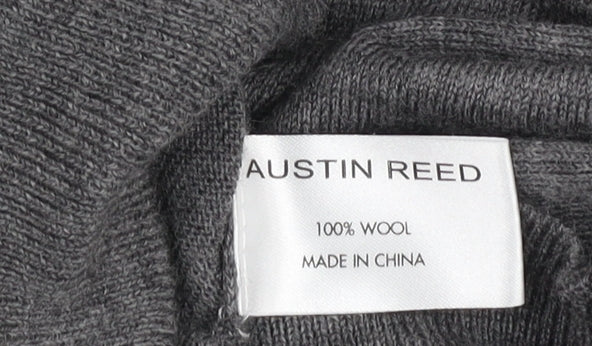 AUSTIN REED
100% WOOL
MADE IN CHINA